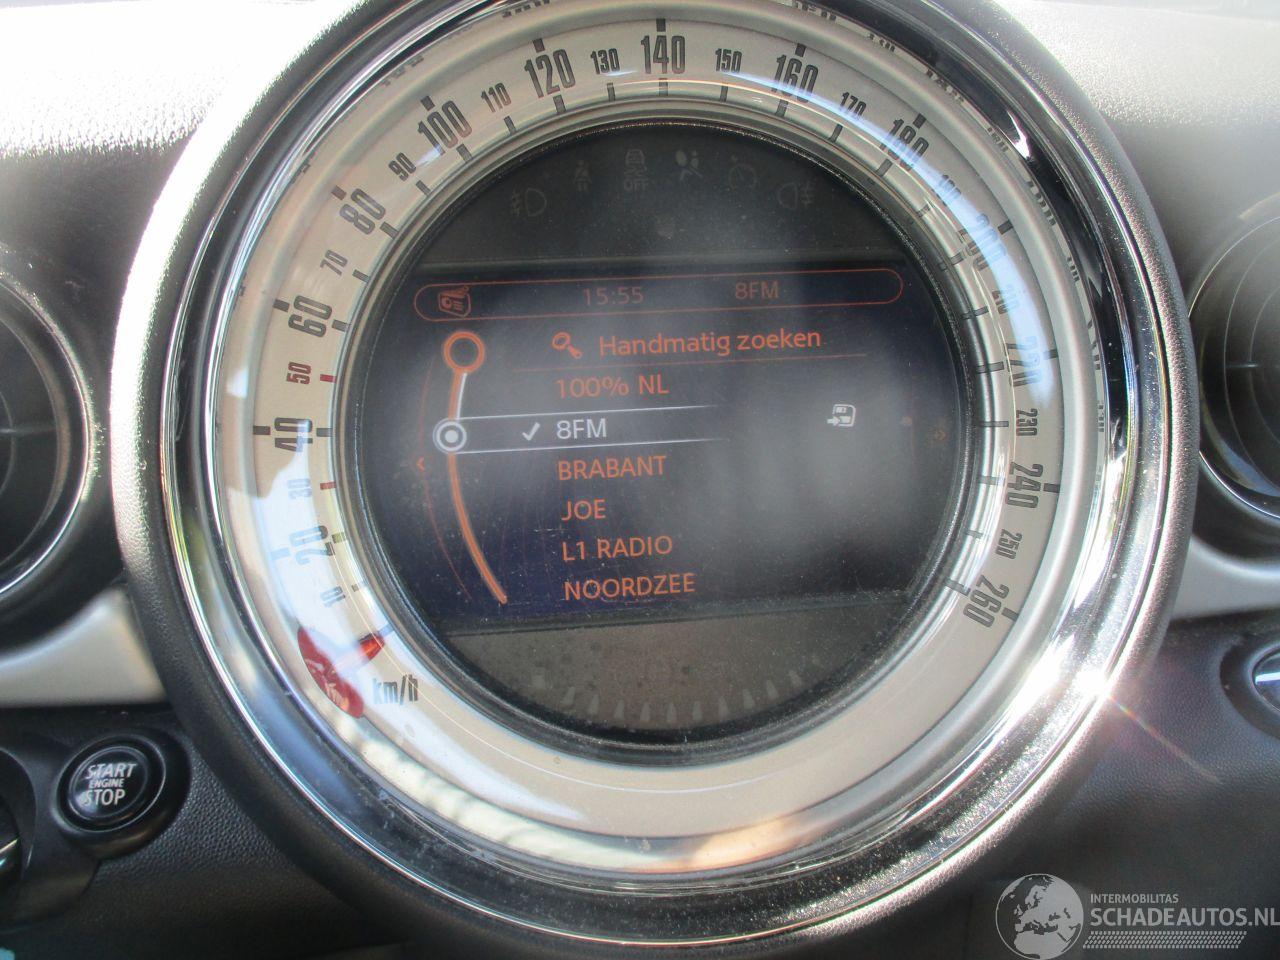 10 20 30 40 50 60 70 80 90 100 110 120 130 140 150 160 170 180 200 220 230 240 250 260
km/h
OFF
15:55 8FM
Handmatig zoeken
100% NL
✓ 8FM
BRABANT
JOE
L1 RADIO
NOORDZEE
START
ENGINE
STOP
INTERMOBILITAS
SCHADEAUTOS.NL